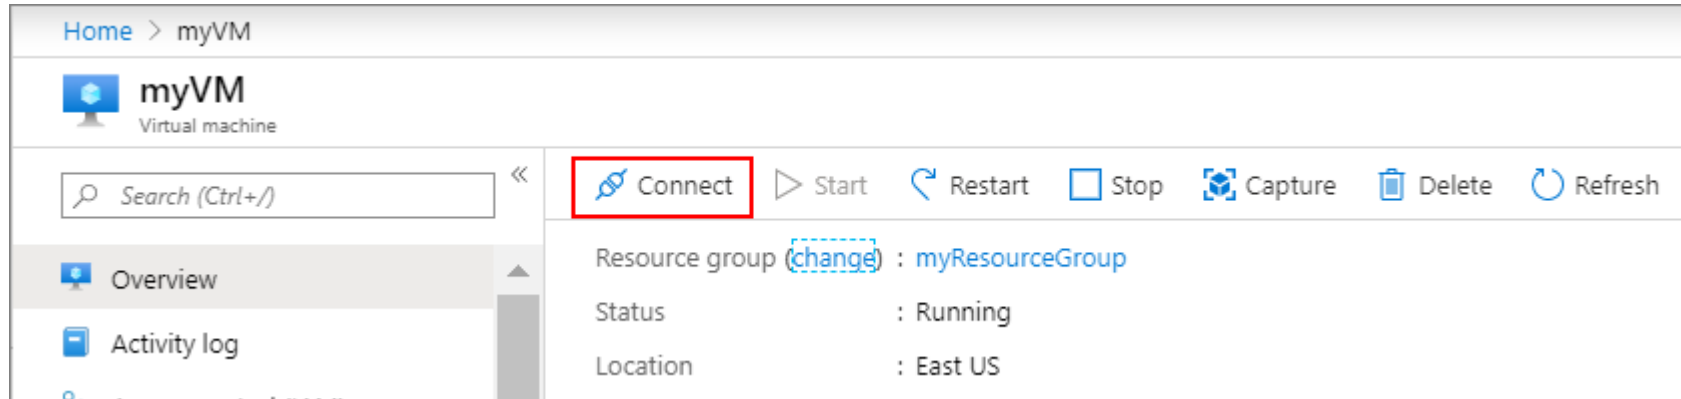 Home > myVM
myVM
Virtual machine
Search (Ctrl+/)
«
Overview
Activity log
Connect
Start
Restart
Stop
Capture
Delete
Refresh
Resource group (change) : myResourceGroup
Status : Running
Location : East US